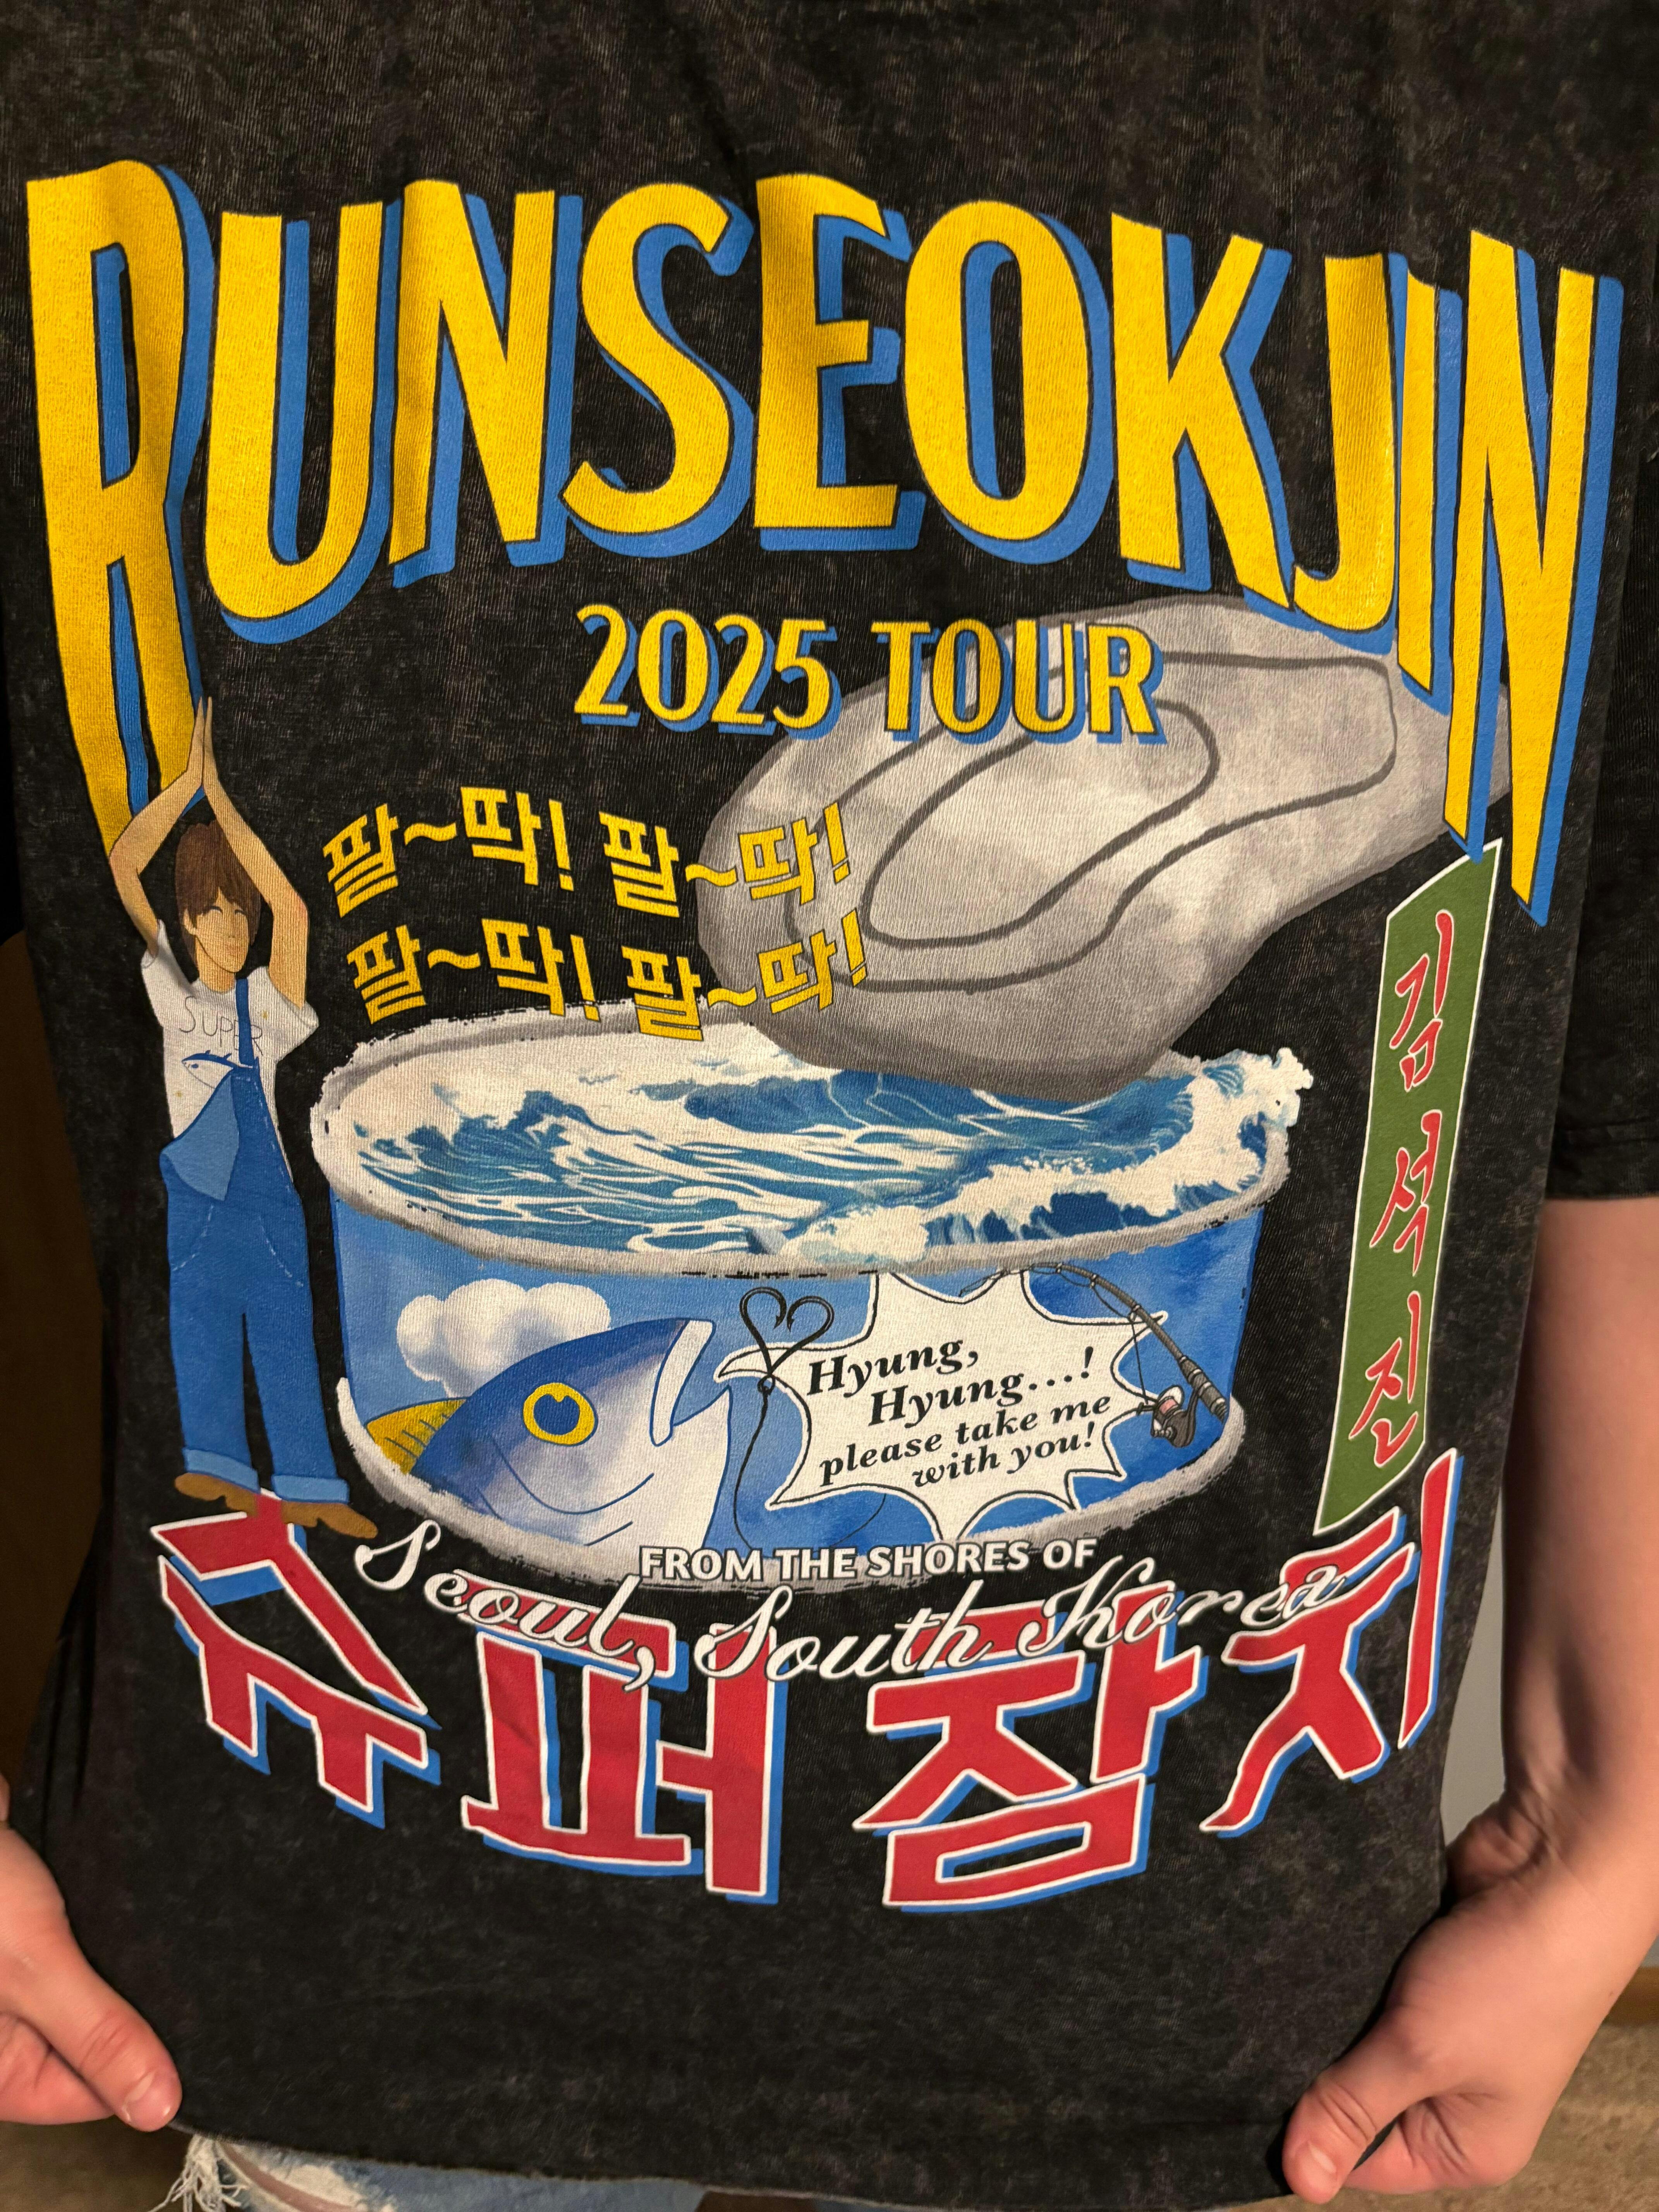 RUNSEOKJIN
2025 TOUR
팔~딱! 팔~딱!
팔~딱! 팔~딱!
SUPER
김석진
Hyung,
Hyung...!
please take me
with you!
FROM THE SHORES OF
Seoul, South Korea
슈퍼 참치